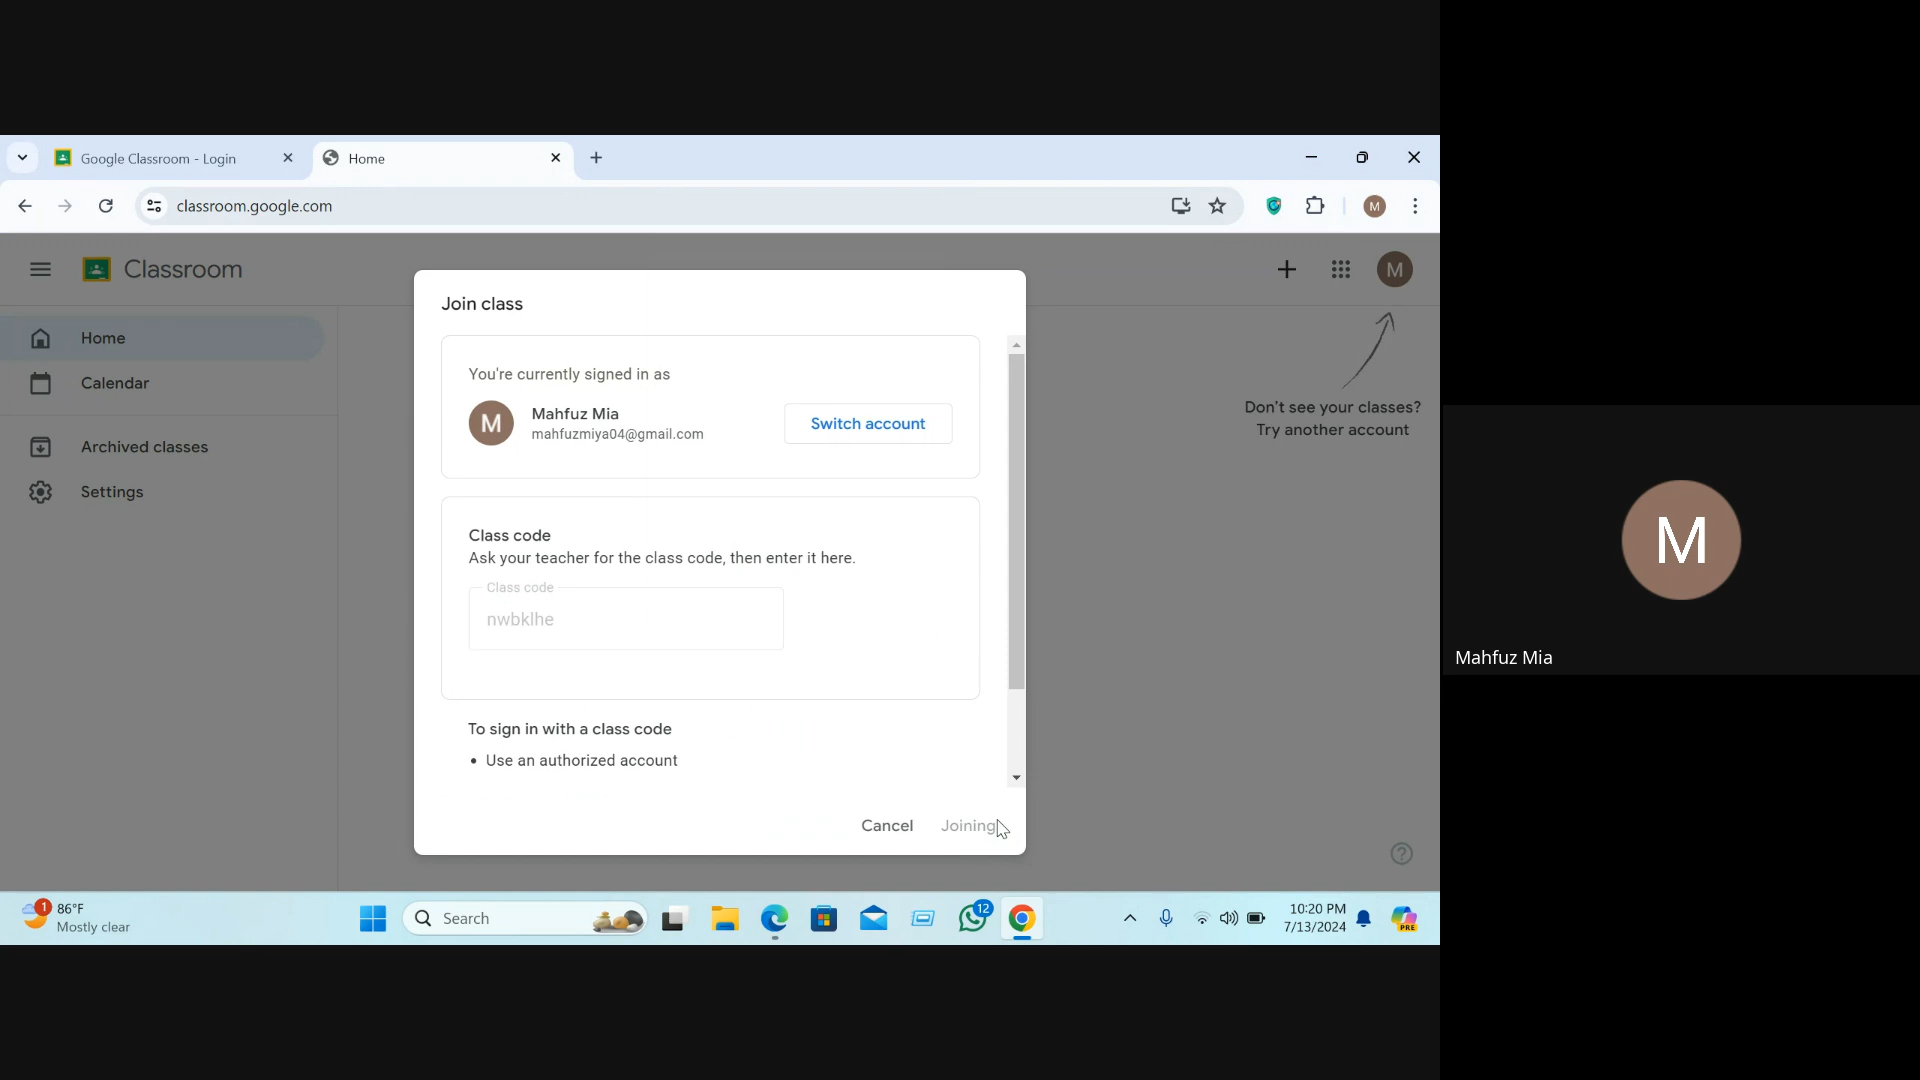 Google Classroom - Login
Home
classroom.google.com
M
Classroom
M
Home
Calendar
Archived classes
Settings
Join class
You're currently signed in as
M
Mahfuz Mia
mahfuzmiya04@gmail.com
Switch account
Class code
Ask your teacher for the class code, then enter it here.
Class code
nwbklhe
To sign in with a class code
• Use an authorized account
Cancel
Joining
Don't see your classes?
Try another account
M
Mahfuz Mia
1
86°F
Mostly clear
Search
12
10:20 PM
7/13/2024
PRE